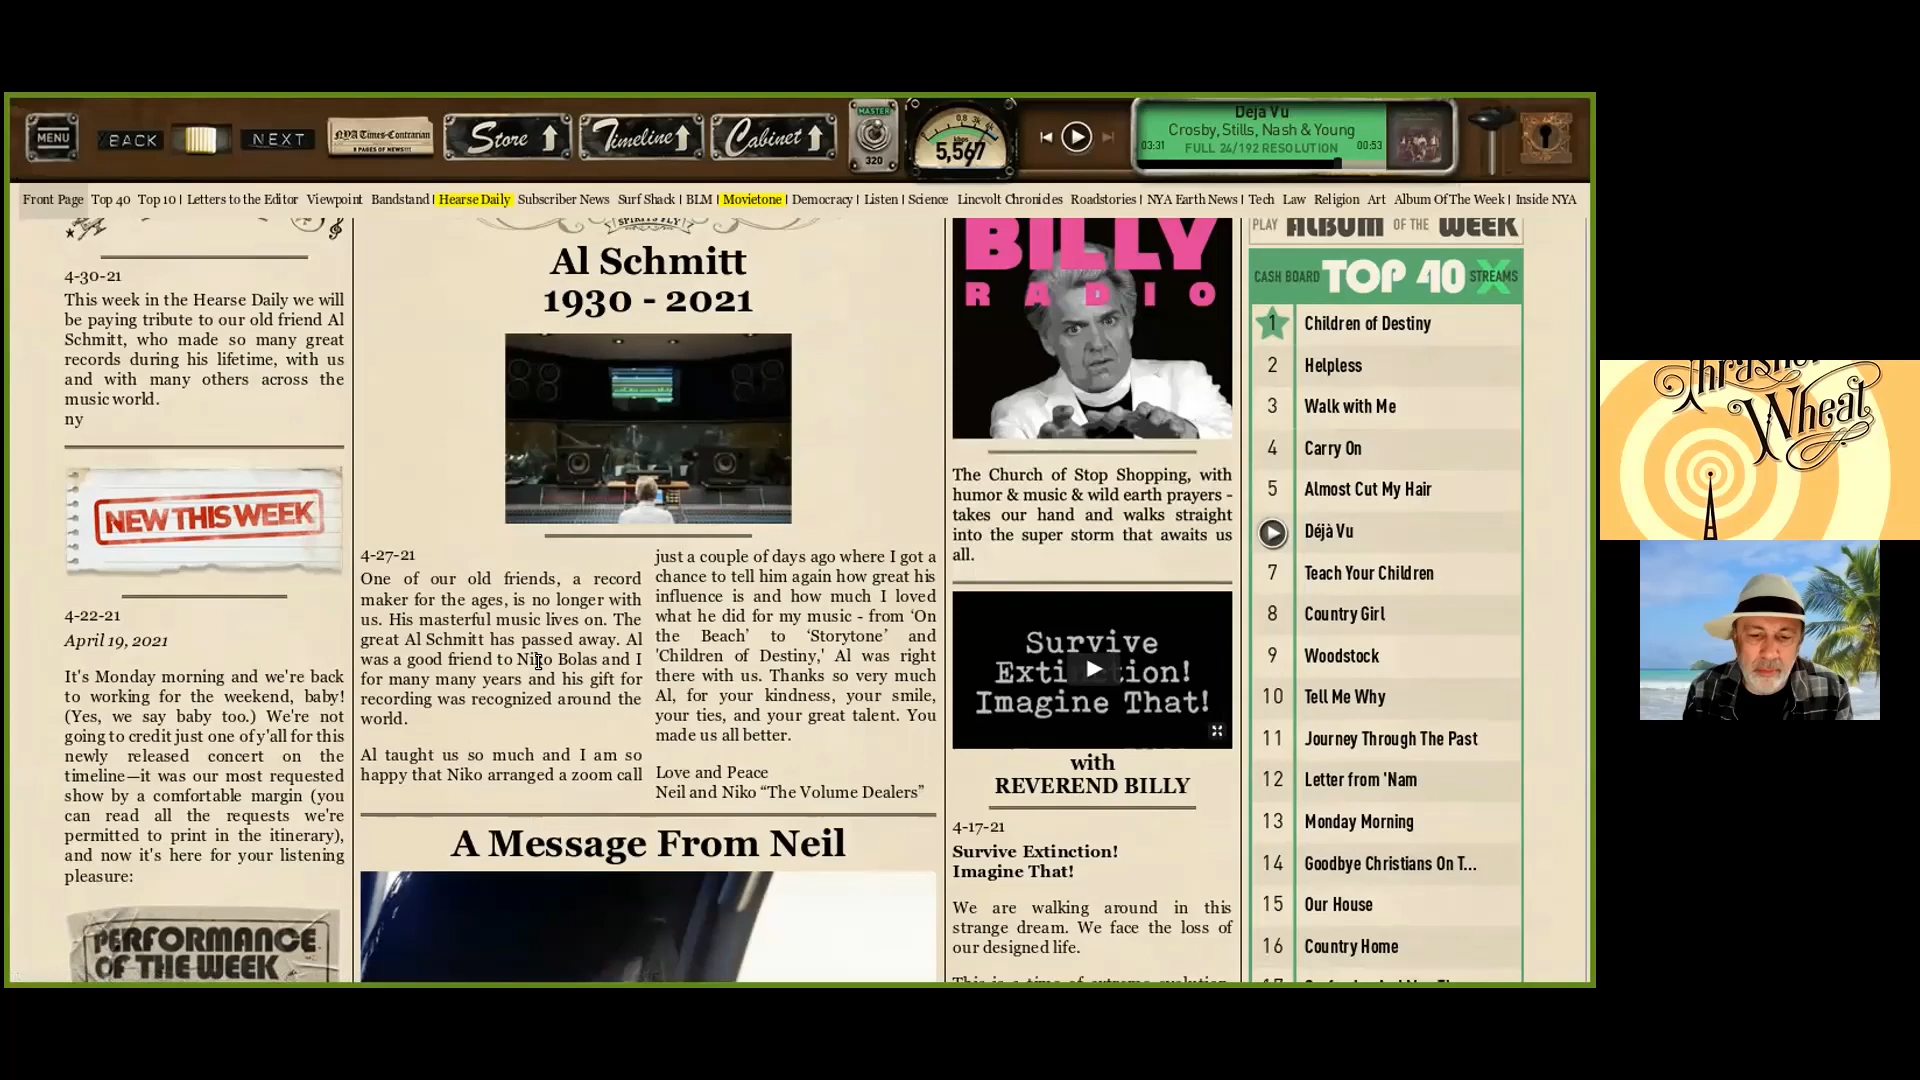 MENU
BACK
NEXT
NYA Times-Contrarian
8 PAGES OF NEWS!!!
Store
Timeline
Cabinet
MASTER
320
0.8 3k 6k
kbps
5,567
Déjà Vu
Crosby, Stills, Nash & Young
FULL 24/192 RESOLUTION
03:31
00:53
Front Page Top 40 Top 10 | Letters to the Editor Viewpoint Bandstand | Hearse Daily Subscriber News Surf Shack | BLM | Movietone | Democracy | Listen | Science Lincvolt Chronicles Roadstories | NYA Earth News | Tech Law Religion Art Album Of The Week | Inside NYA
4-30-21
This week in the Hearse Daily we will
be paying tribute to our old friend Al
Schmitt, who made so many great
records during his lifetime, with us
and with many others across the
music world.
ny
NEW THIS WEEK
4-22-21
April 19, 2021
It's Monday morning and we're back
to working for the weekend, baby!
(Yes, we say baby too.) We're not
going to credit just one of y'all for this
newly released concert on the
timeline—it was our most requested
show by a comfortable margin (you
can read all the requests we're
permitted to print in the itinerary),
and now it's here for your listening
pleasure:
PERFORMANCE
OF THE WEEK
SPIRITS FLY
Al Schmitt
1930 - 2021
4-27-21
One of our old friends, a record
maker for the ages, is no longer with
us. His masterful music lives on. The
great Al Schmitt has passed away. Al
was a good friend to Niko Bolas and I
for many many years and his gift for
recording was recognized around the
world.
Al taught us so much and I am so
happy that Niko arranged a zoom call
just a couple of days ago where I got a
chance to tell him again how great his
influence is and how much I loved
what he did for my music - from ‘On
the Beach’ to ‘Storytone’ and
'Children of Destiny,' Al was right
there with us. Thanks so very much
Al, for your kindness, your smile,
your ties, and your great talent. You
made us all better.
Love and Peace
Neil and Niko “The Volume Dealers”
A Message From Neil
BILLY
RADIO
The Church of Stop Shopping, with
humor & music & wild earth prayers -
takes our hand and walks straight
into the super storm that awaits us
all.
Survive
Extinction!
Imagine That!
with
REVEREND BILLY
4-17-21
Survive Extinction!
Imagine That!
We are walking around in this
strange dream. We face the loss of
our designed life.
This is a time of extreme evolution.
PLAY ALBUM OF THE WEEK
CASH BOARD TOP 40 STREAMS
1 Children of Destiny
2 Helpless
3 Walk with Me
4 Carry On
5 Almost Cut My Hair
Déjà Vu
7 Teach Your Children
8 Country Girl
9 Woodstock
10 Tell Me Why
11 Journey Through The Past
12 Letter from 'Nam
13 Monday Morning
14 Goodbye Christians On T...
15 Our House
16 Country Home
17
Thrasher's
Wheat